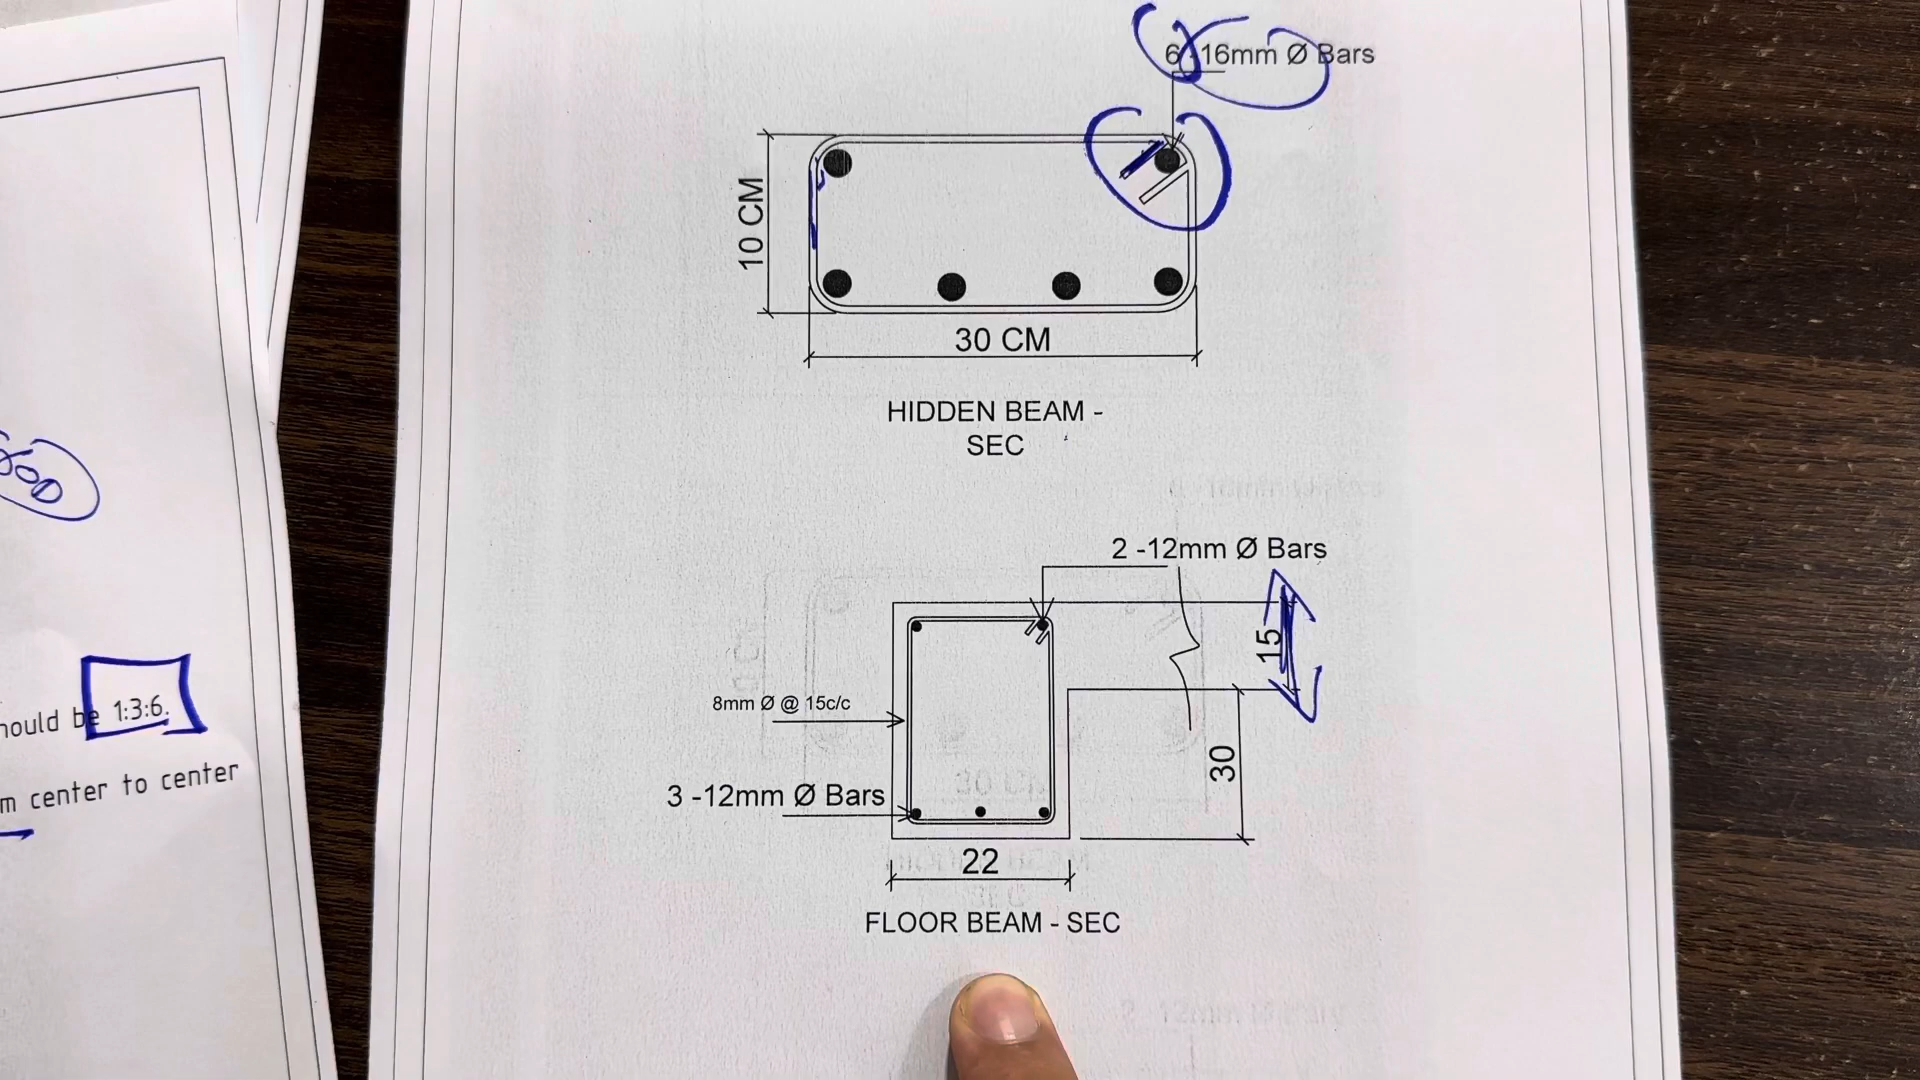 6 -16mm Ø Bars
10 CM
30 CM
HIDDEN BEAM -
SEC
2 -12mm Ø Bars
15
8mm Ø @ 15c/c
30
3 -12mm Ø Bars
22
FLOOR BEAM - SEC
be 1:3:6.
center to center